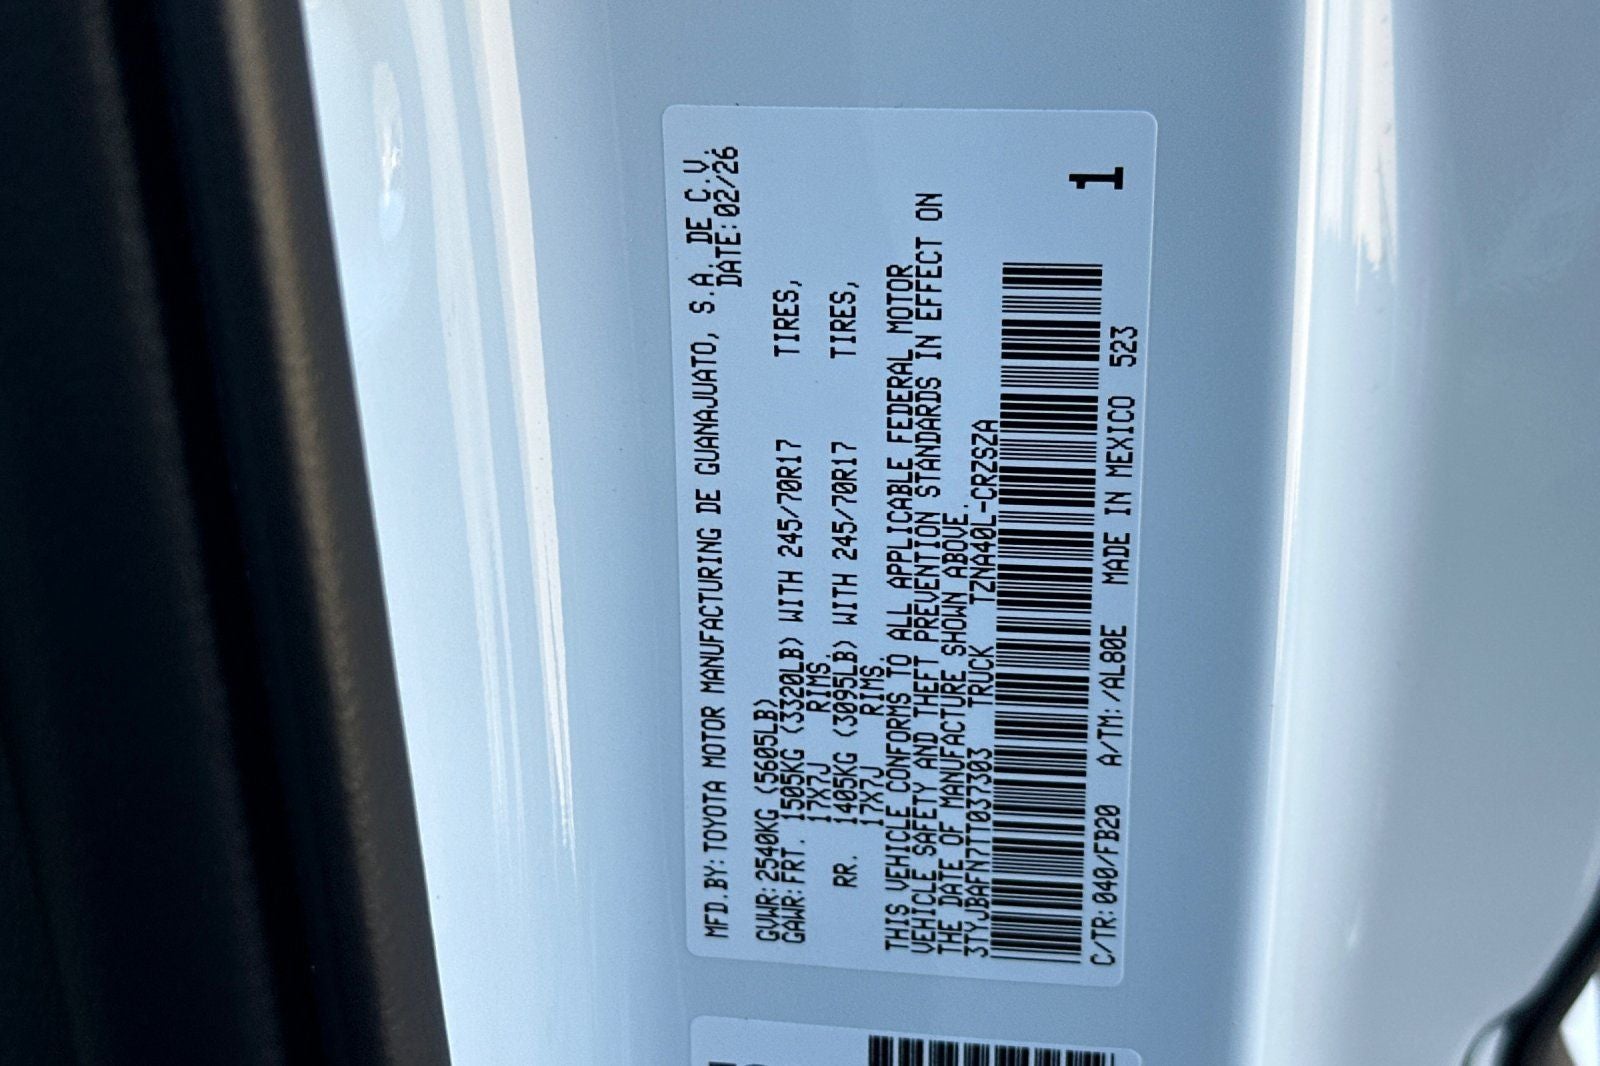 MFD.BY:TOYOTA MOTOR MANUFACTURING DE GUANAJUATO, S.A. DE C.V.
DATE:02/26
GVWR:2540KG (5605LB)
GAWR:FRT. 1505KG (3320LB) WITH 245/70R17 TIRES,
17X7J RIMS.
RR. 1405KG (3095LB) WITH 245/70R17 TIRES,
17X7J RIMS.
THIS VEHICLE CONFORMS TO ALL APPLICABLE FEDERAL MOTOR
VEHICLE SAFETY AND THEFT PREVENTION STANDARDS IN EFFECT ON
THE DATE OF MANUFACTURE SHOWN ABOVE.
3TYJBAFN7TT037303 TRUCK TZNA40L-CRZSZA
1
C/TR:040/FB20 A/TM:/AL80E MADE IN MEXICO 523